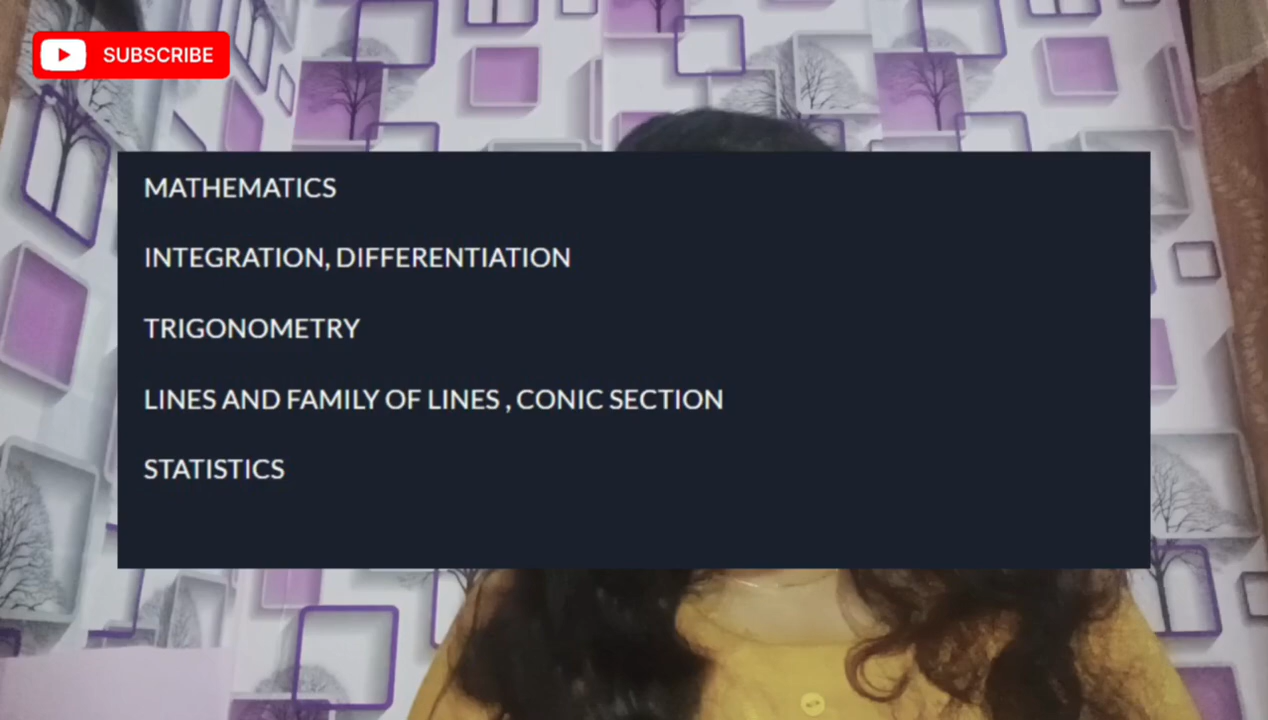 SUBSCRIBE
MATHEMATICS
INTEGRATION, DIFFERENTIATION
TRIGONOMETRY
LINES AND FAMILY OF LINES , CONIC SECTION
STATISTICS